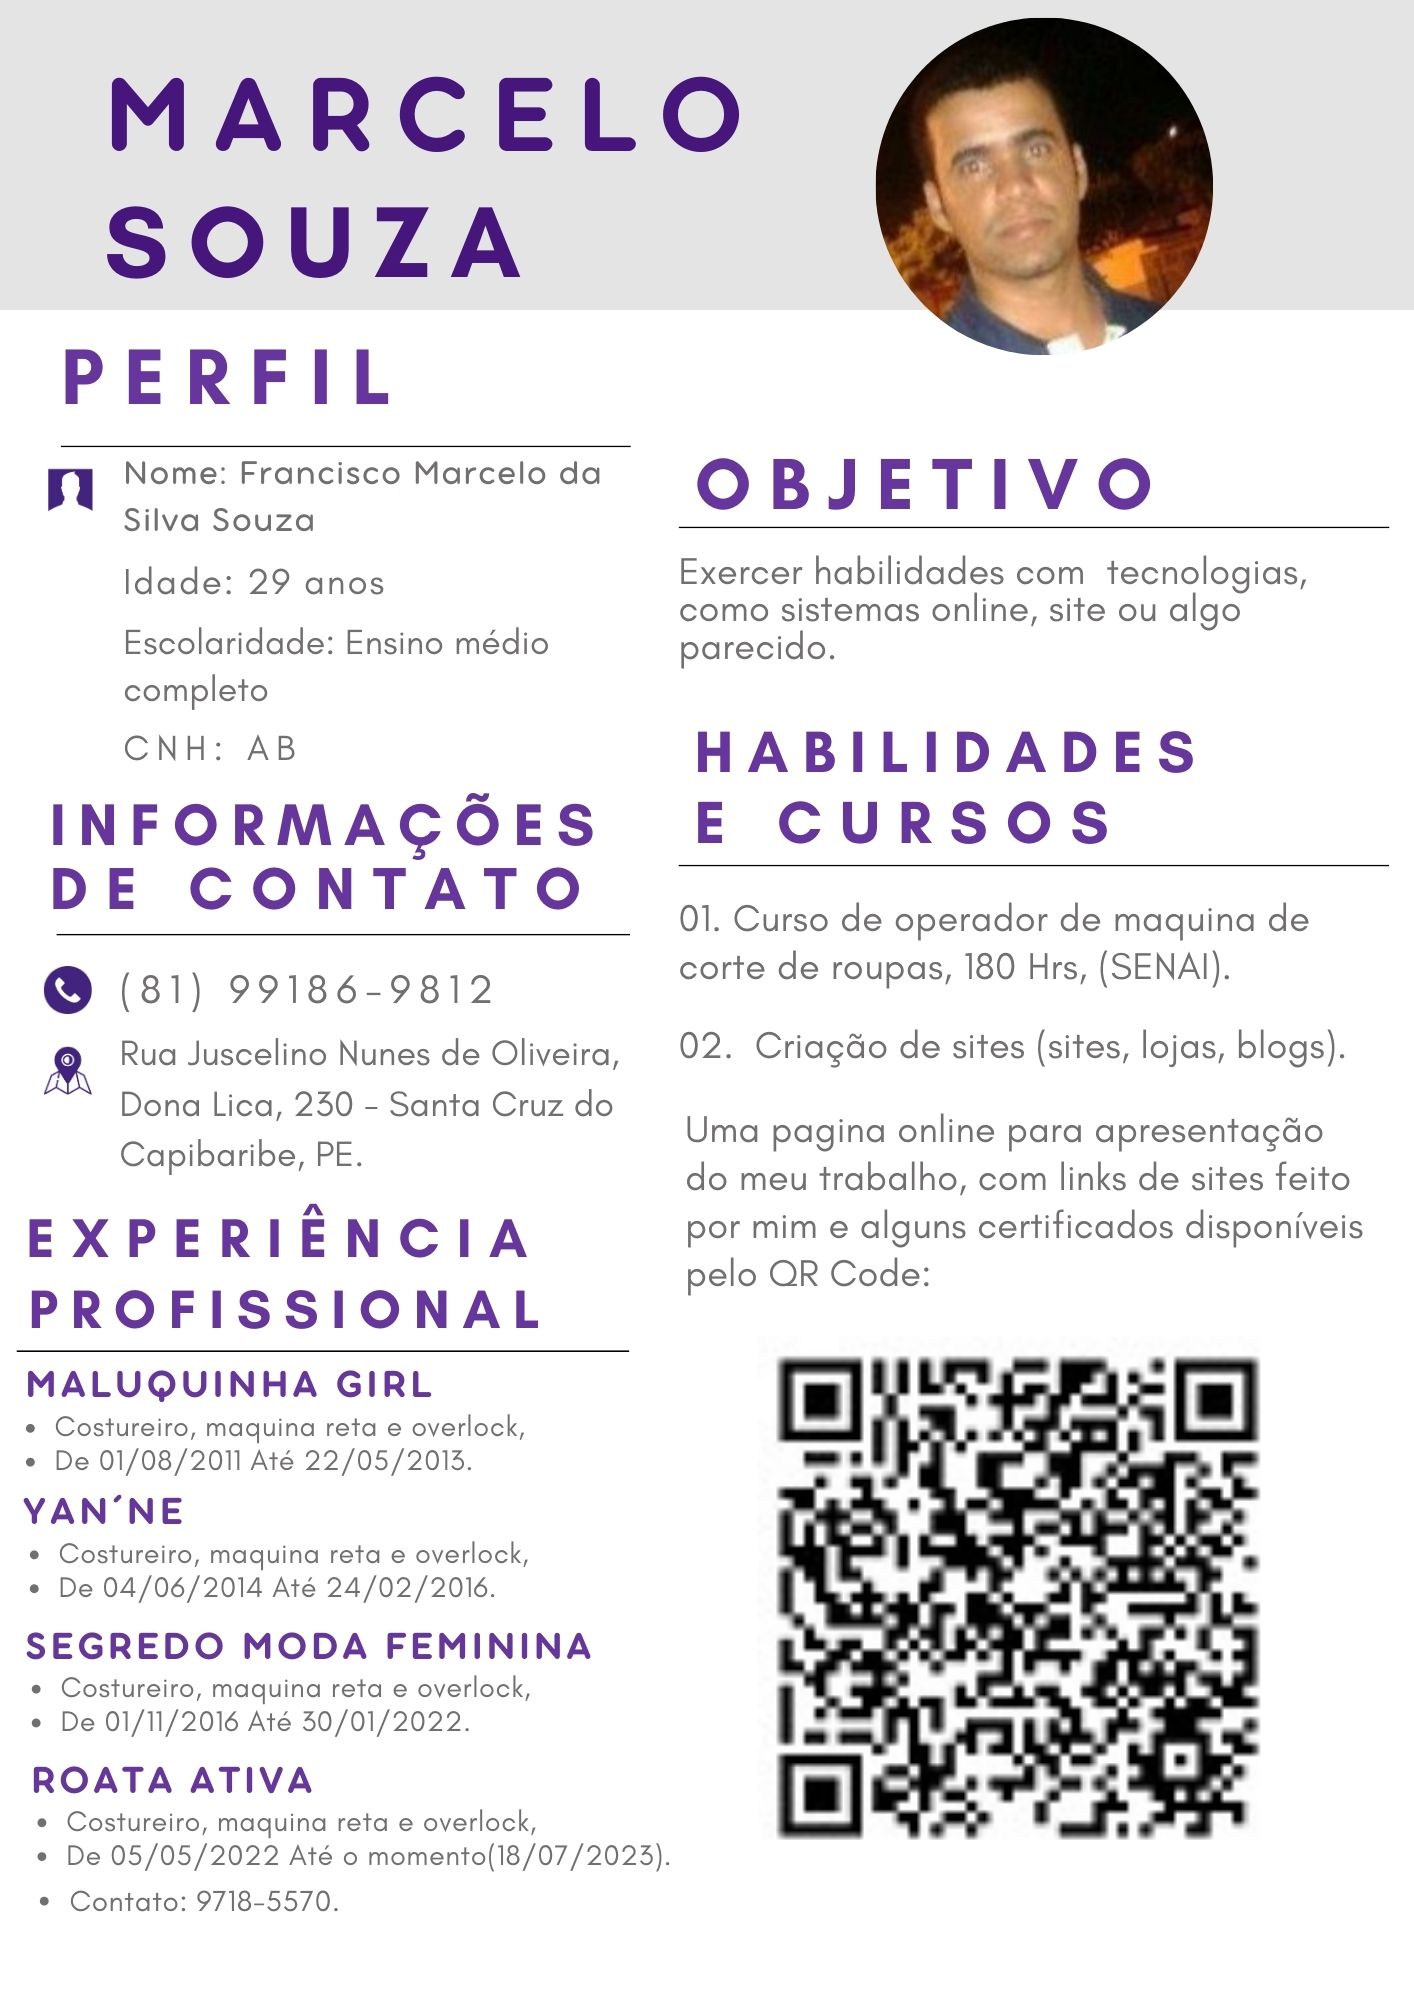 MARCELO
SOUZA
PERFIL
Nome: Francisco Marcelo da
Silva Souza
Idade: 29 anos
Escolaridade: Ensino médio
completo
CNH: AB
INFORMAÇÕES
DE CONTATO
(81) 99186-9812
Rua Juscelino Nunes de Oliveira,
Dona Lica, 230 - Santa Cruz do
Capibaribe, PE.
EXPERIÊNCIA
PROFISSIONAL
MALUQUINHA GIRL
• Costureiro, maquina reta e overlock,
• De 01/08/2011 Até 22/05/2013.
YAN´NE
• Costureiro, maquina reta e overlock,
• De 04/06/2014 Até 24/02/2016.
SEGREDO MODA FEMININA
• Costureiro, maquina reta e overlock,
• De 01/11/2016 Até 30/01/2022.
ROATA ATIVA
• Costureiro, maquina reta e overlock,
• De 05/05/2022 Até o momento(18/07/2023).
• Contato: 9718-5570.
OBJETIVO
Exercer habilidades com  tecnologias,
como sistemas online, site ou algo
parecido.
HABILIDADES
E CURSOS
01. Curso de operador de maquina de
corte de roupas, 180 Hrs, (SENAI).
02.  Criação de sites (sites, lojas, blogs).
Uma pagina online para apresentação
do meu trabalho, com links de sites feito
por mim e alguns certificados disponíveis
pelo QR Code: